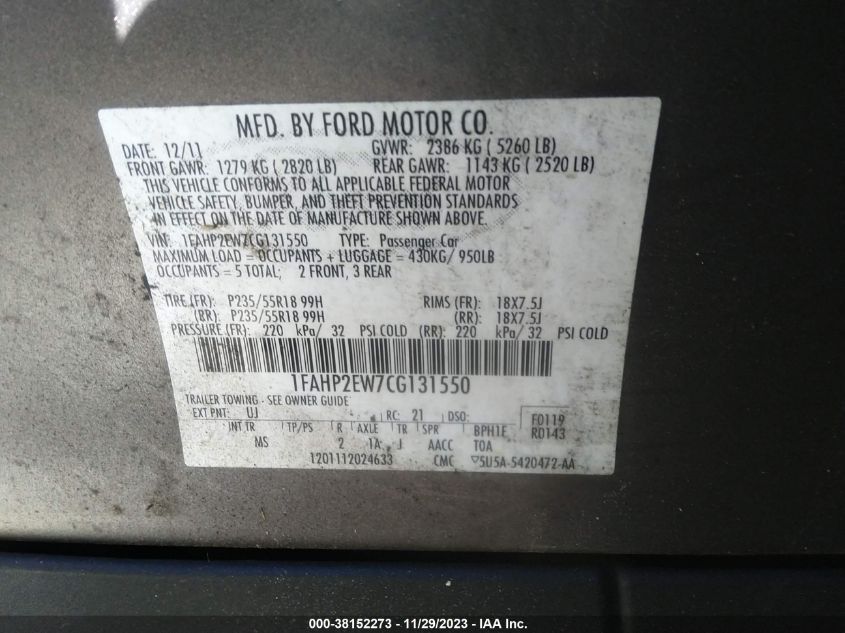 MFD. BY FORD MOTOR CO.
DATE: 12/11 GVWR: 2386 KG ( 5260 LB)
FRONT GAWR: 1279 KG ( 2820 LB) REAR GAWR: 1143 KG ( 2520 LB)
THIS VEHICLE CONFORMS TO ALL APPLICABLE FEDERAL MOTOR
VEHICLE SAFETY, BUMPER, AND THEFT PREVENTION STANDARDS
IN EFFECT ON THE DATE OF MANUFACTURE SHOWN ABOVE.
VIN: 1FAHP2EW7CG131550 TYPE: Passenger Car
MAXIMUM LOAD = OCCUPANTS + LUGGAGE = 430KG/ 950LB
OCCUPANTS = 5 TOTAL; 2 FRONT, 3 REAR
TIRE (FR): P235/55R18 99H RIMS (FR): 18X7.5J
(RR): P235/55R18 99H (RR): 18X7.5J
PRESSURE (FR): 220 kPa/ 32 PSI COLD (RR): 220 kPa/ 32 PSI COLD
1FAHP2EW7CG131550
TRAILER TOWING - SEE OWNER GUIDE
EXT PNT: UJ RC: 21 DSO: F0119
INT TR TP/PS R AXLE TR SPR BPH1F R0143
MS 2 1A J AACC TOA
1201112024633 CMC ▽5U5A-5420472-AA
000-38152273 - 11/29/2023 - IAA Inc.